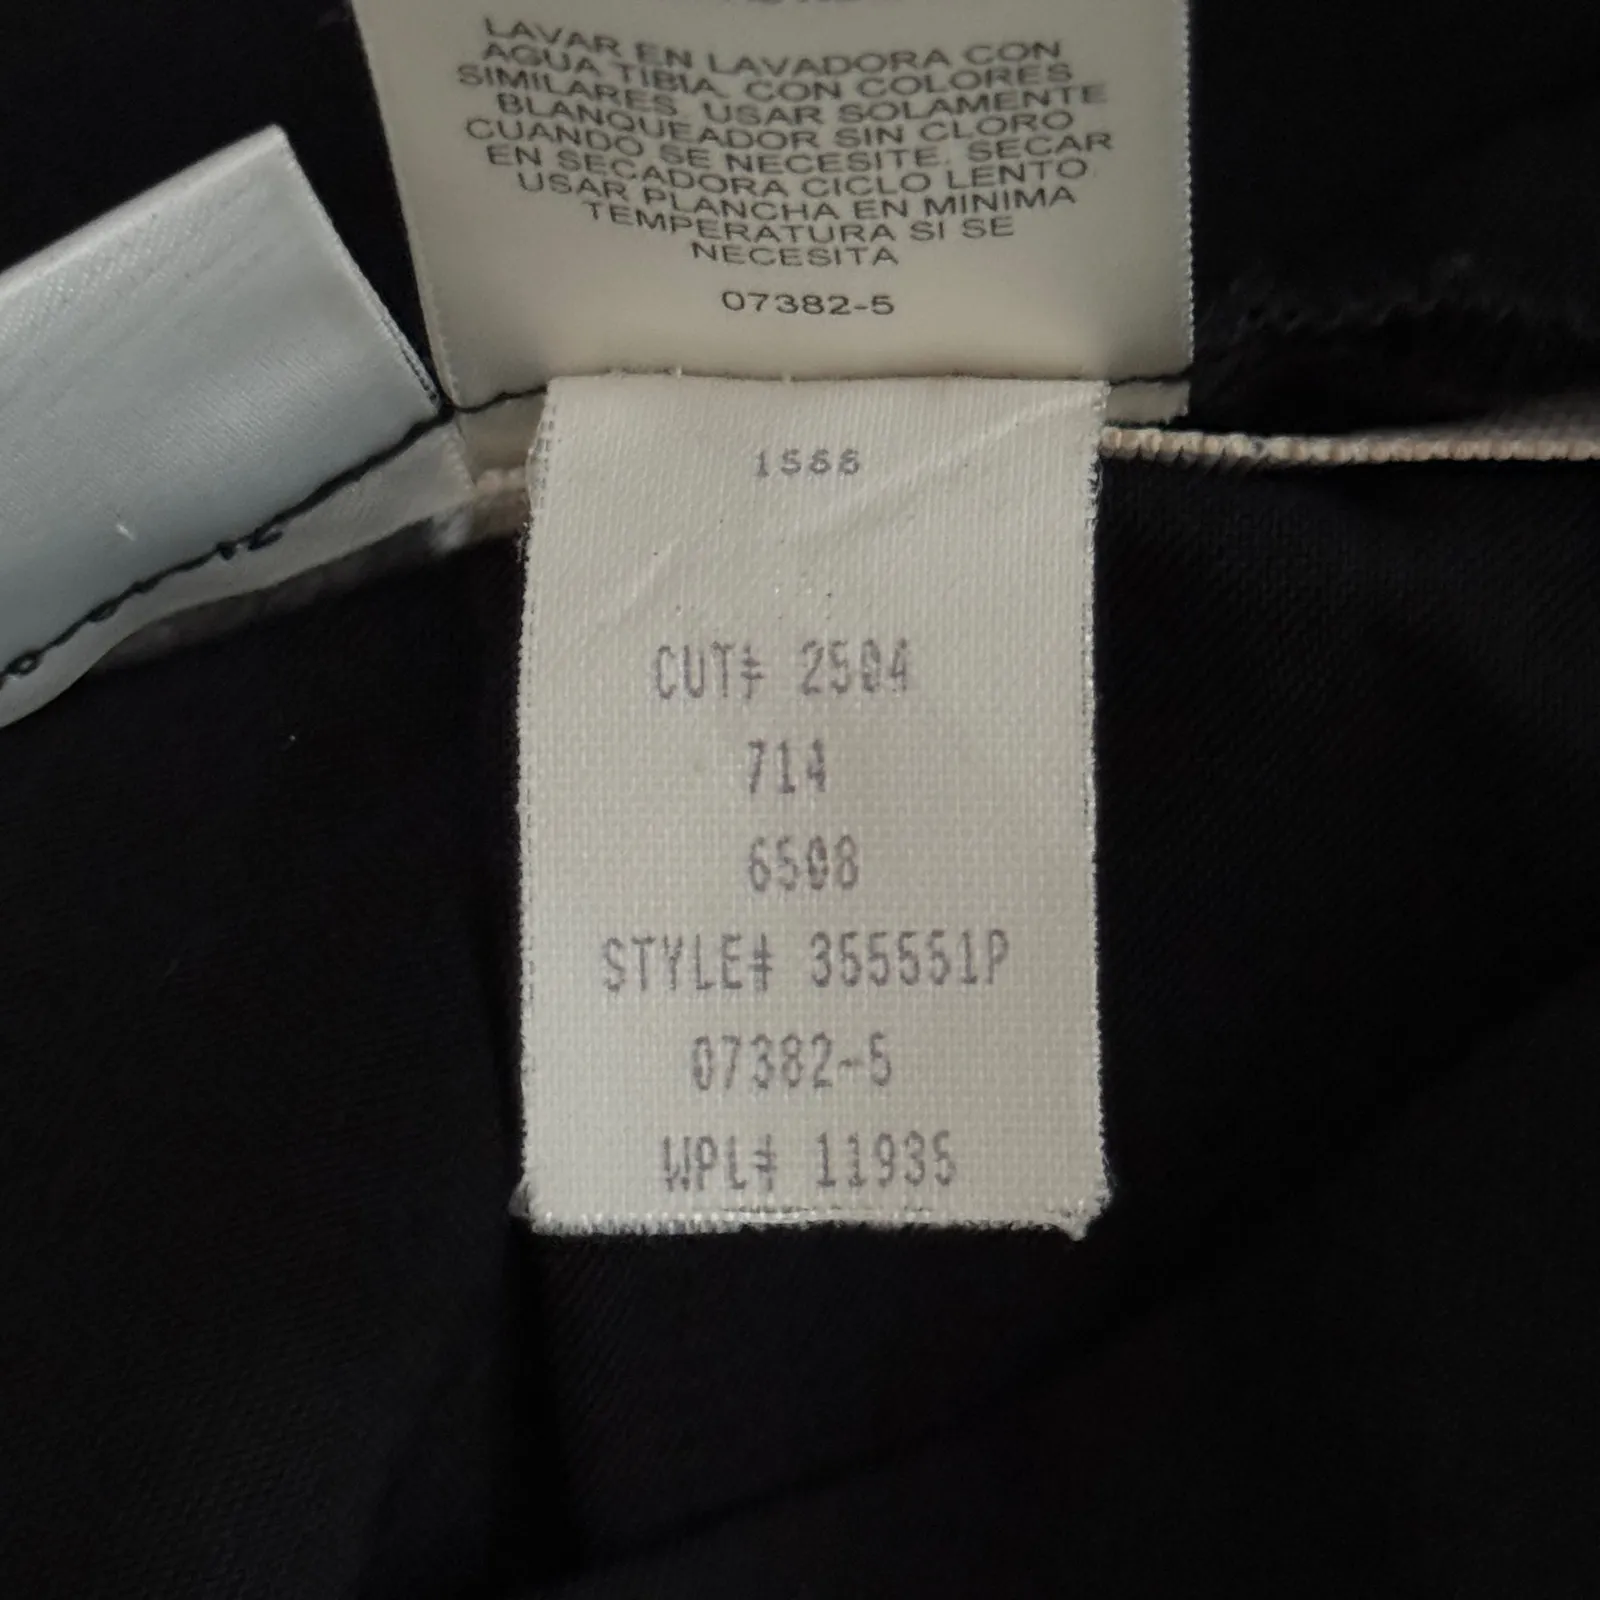 LAVAR EN LAVADORA CON
AGUA TIBIA. CON COLORES
SIMILARES. USAR SOLAMENTE
BLANQUEADOR SIN CLORO
CUANDO SE NECESITE. SECAR
EN SECADORA CICLO LENTO
USAR PLANCHA EN MINIMA
TEMPERATURA SI SE
NECESITA
07382-5
CUT# 2504
714
6508
STYLE# 355551P
07382-5
WPL# 11935